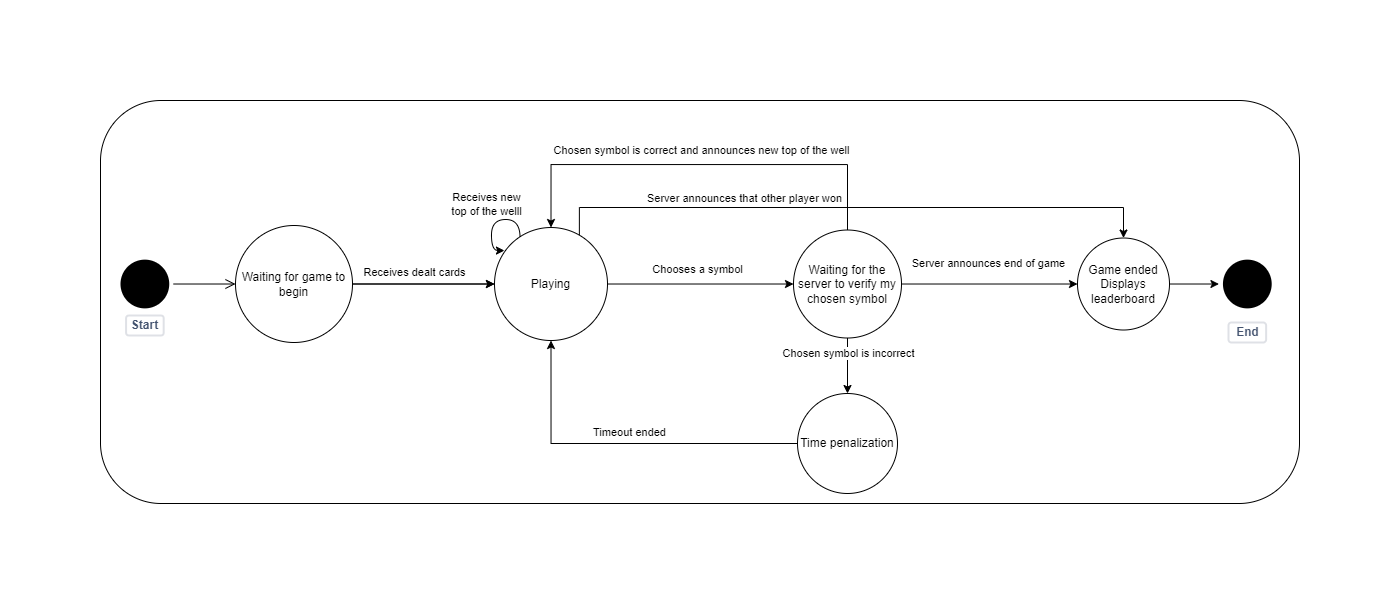 Chosen symbol is correct and announces new top of the well
Receives new
top of the welll
Server announces that other player won
Waiting for game to
begin
Receives dealt cards
Playing
Chooses a symbol
Waiting for the
server to verify my
chosen symbol
Server announces end of game
Game ended
Displays
leaderboard
Start
End
Chosen symbol is incorrect
Timeout ended
Time penalization